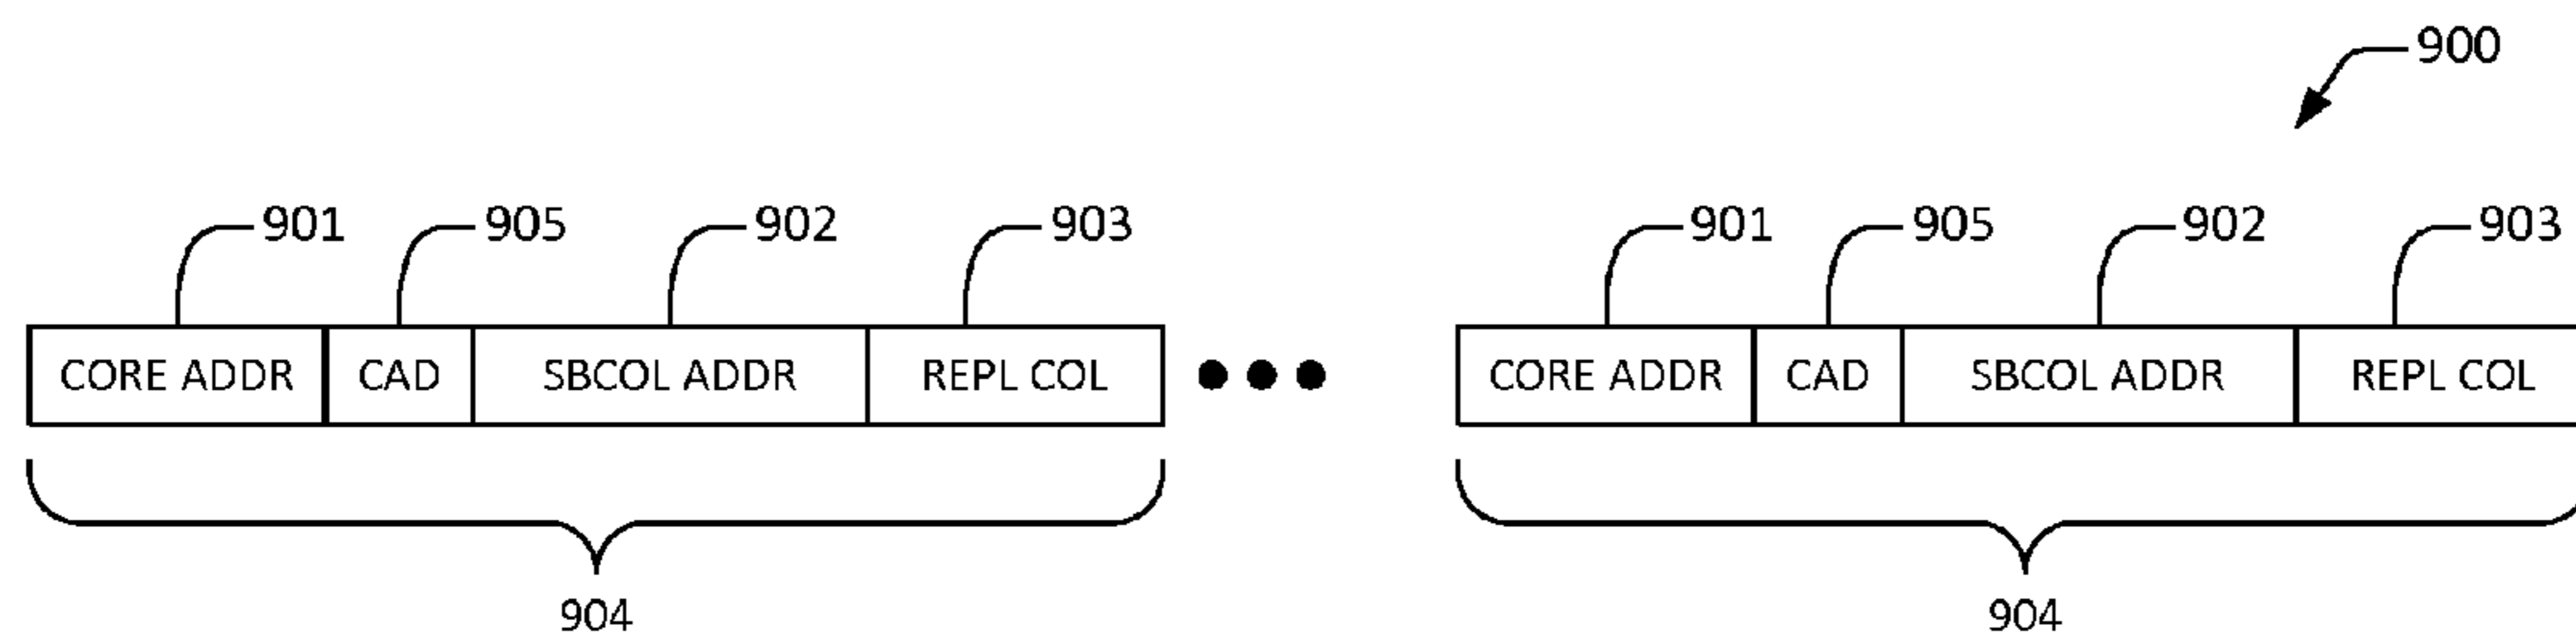 900
901 905 902 903 901 905 902 903
CORE ADDR CAD SBCOL ADDR REPL COL ●●● CORE ADDR CAD SBCOL ADDR REPL COL
904 904